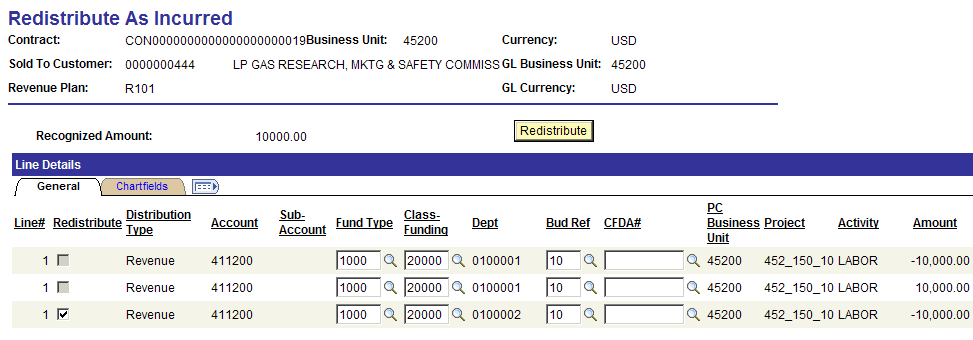 Redistribute As Incurred
Contract: CON0000000000000000000019 Business Unit: 45200 Currency: USD
Sold To Customer: 0000000444 LP GAS RESEARCH, MKTG & SAFETY COMMISS GL Business Unit: 45200
Revenue Plan: R101 GL Currency: USD
Recognized Amount: 10000.00 Redistribute
Line Details
General Chartfields
Line# Redistribute Distribution Type Account Sub-Account Fund Type Class-Funding Dept Bud Ref CFDA# PC Business Unit Project Activity Amount
1 Revenue 411200 1000 20000 0100001 10 45200 452_150_10 LABOR -10,000.00
1 Revenue 411200 1000 20000 0100001 10 45200 452_150_10 LABOR 10,000.00
1 Revenue 411200 1000 20000 0100002 10 45200 452_150_10 LABOR -10,000.00